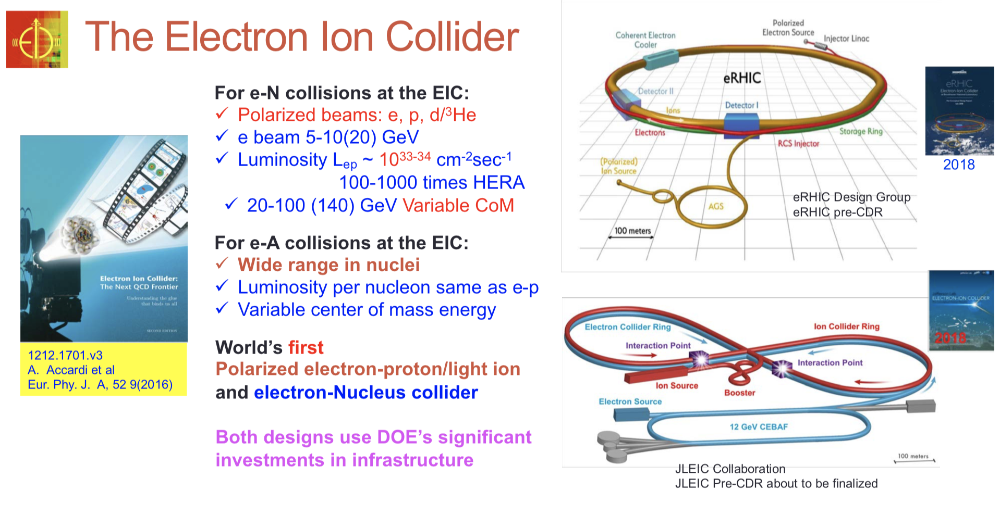 The Electron Ion Collider
For e-N collisions at the EIC:
✓ Polarized beams: e, p, d/³He
✓ e beam 5-10(20) GeV
✓ Luminosity Lₑₚ ~ 10³³⁻³⁴ cm⁻²sec⁻¹
100-1000 times HERA
✓ 20-100 (140) GeV Variable CoM
For e-A collisions at the EIC:
✓ Wide range in nuclei
✓ Luminosity per nucleon same as e-p
✓ Variable center of mass energy
World's first
Polarized electron-proton/light ion
and electron-Nucleus collider
Both designs use DOE's significant
investments in infrastructure
Electron Ion Collider:
The Next QCD Frontier
Understanding the glue
that binds us all
SECOND EDITION
1212.1701.v3
A. Accardi et al
Eur. Phy. J. A, 52 9(2016)
Polarized
Electron Source
Injector Linac
Coherent Electron
Cooler
eRHIC
Detector II
Detector I
Ions
Electrons
Storage Ring
RCS Injector
(Polarized)
Ion Source
AGS
100 meters
eRHIC Design Group
eRHIC pre-CDR
eRHIC
Electron-Ion Collider
2018
Electron Collider Ring
Ion Collider Ring
Interaction Point
Interaction Point
Ion Source
Booster
Electron Source
12 GeV CEBAF
100 meters
ELECTRON-ION COLLIDER
2018
JLEIC Collaboration
JLEIC Pre-CDR about to be finalized